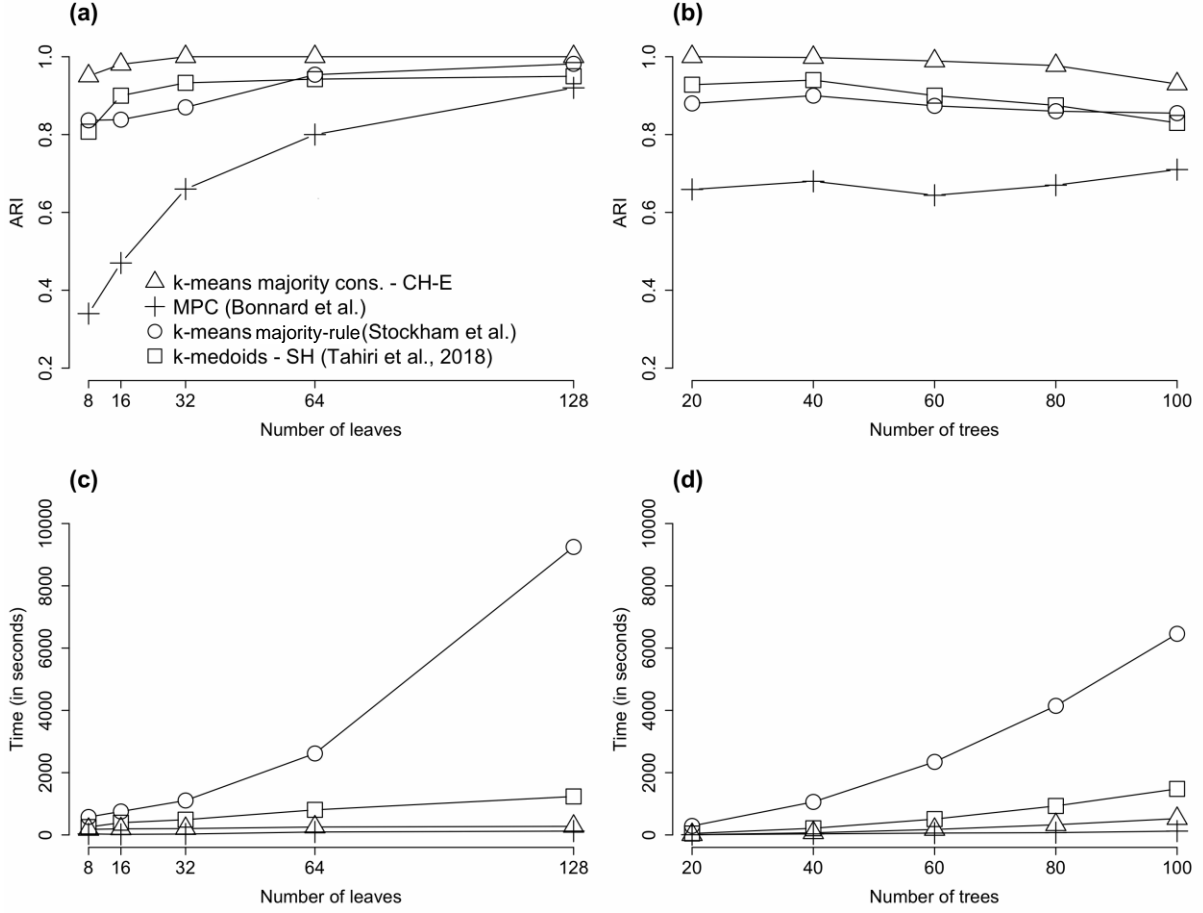 (a)
ARI
1.0
0.8
0.6
0.4
0.2
k-means majority cons. - CH-E
MPC (Bonnard et al.)
k-means majority-rule(Stockham et al.)
k-medoids - SH (Tahiri et al., 2018)
8 16 32 64 128
Number of leaves
(b)
ARI
1.0
0.8
0.6
0.4
0.2
20 40 60 80 100
Number of trees
(c)
Time (in seconds)
10000
8000
6000
4000
2000
0
8 16 32 64 128
Number of leaves
(d)
Time (in seconds)
10000
8000
6000
4000
2000
0
20 40 60 80 100
Number of trees